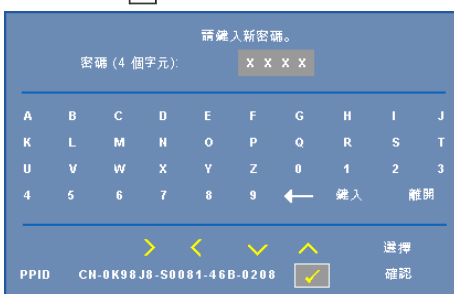 請鍵入新密碼。
密碼 (4 個字元): X X X X
A B C D E F G H I J
K L M N O P Q R S T
U V W X Y Z 0 1 2 3
4 5 6 7 8 9 ← 鍵入 離開
選擇
PPID CN-0K98J8-S0081-46B-0208 ✓ 確認